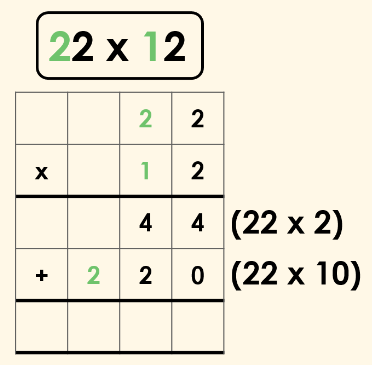 22 x 12
2 2
x 1 2
4 4 (22 x 2)
+ 2 2 0 (22 x 10)